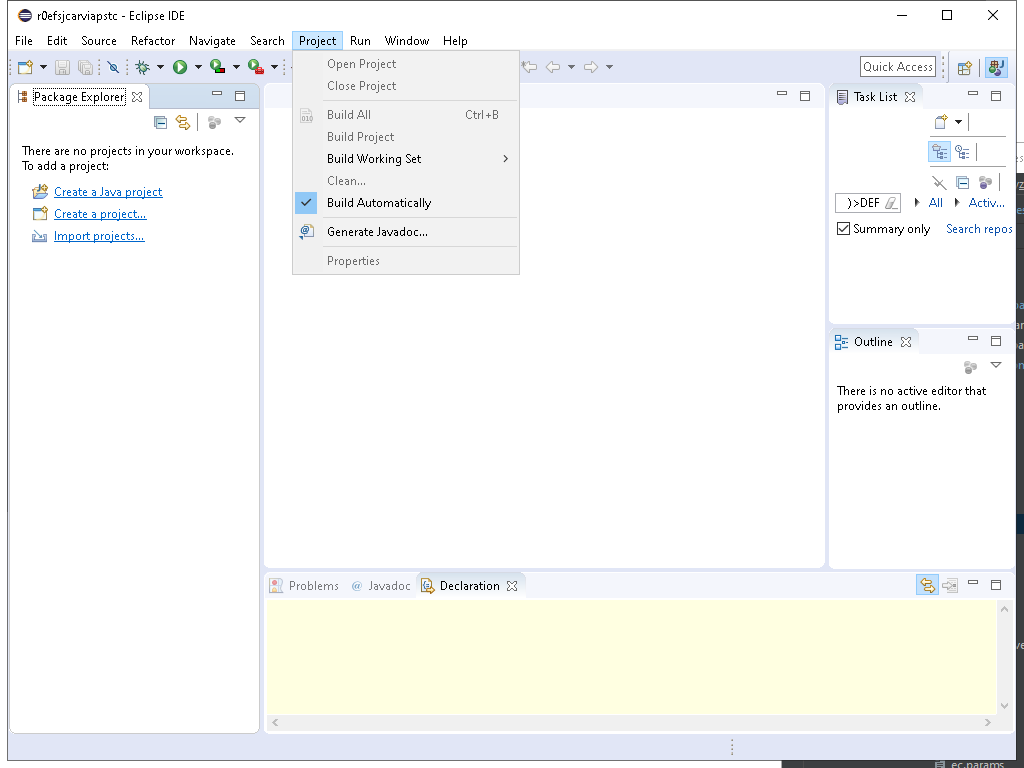 r0efsjcarviapstc - Eclipse IDE
File Edit Source Refactor Navigate Search Project Run Window Help
Quick Access
Open Project
Close Project
Build All Ctrl+B
Build Project
Build Working Set
Clean...
Build Automatically
Generate Javadoc...
Properties
Package Explorer
There are no projects in your workspace.
To add a project:
Create a Java project
Create a project...
Import projects...
Task List
)>DEF All Activ...
Summary only Search repos
Outline
There is no active editor that
provides an outline.
Problems @ Javadoc Declaration
ec.params